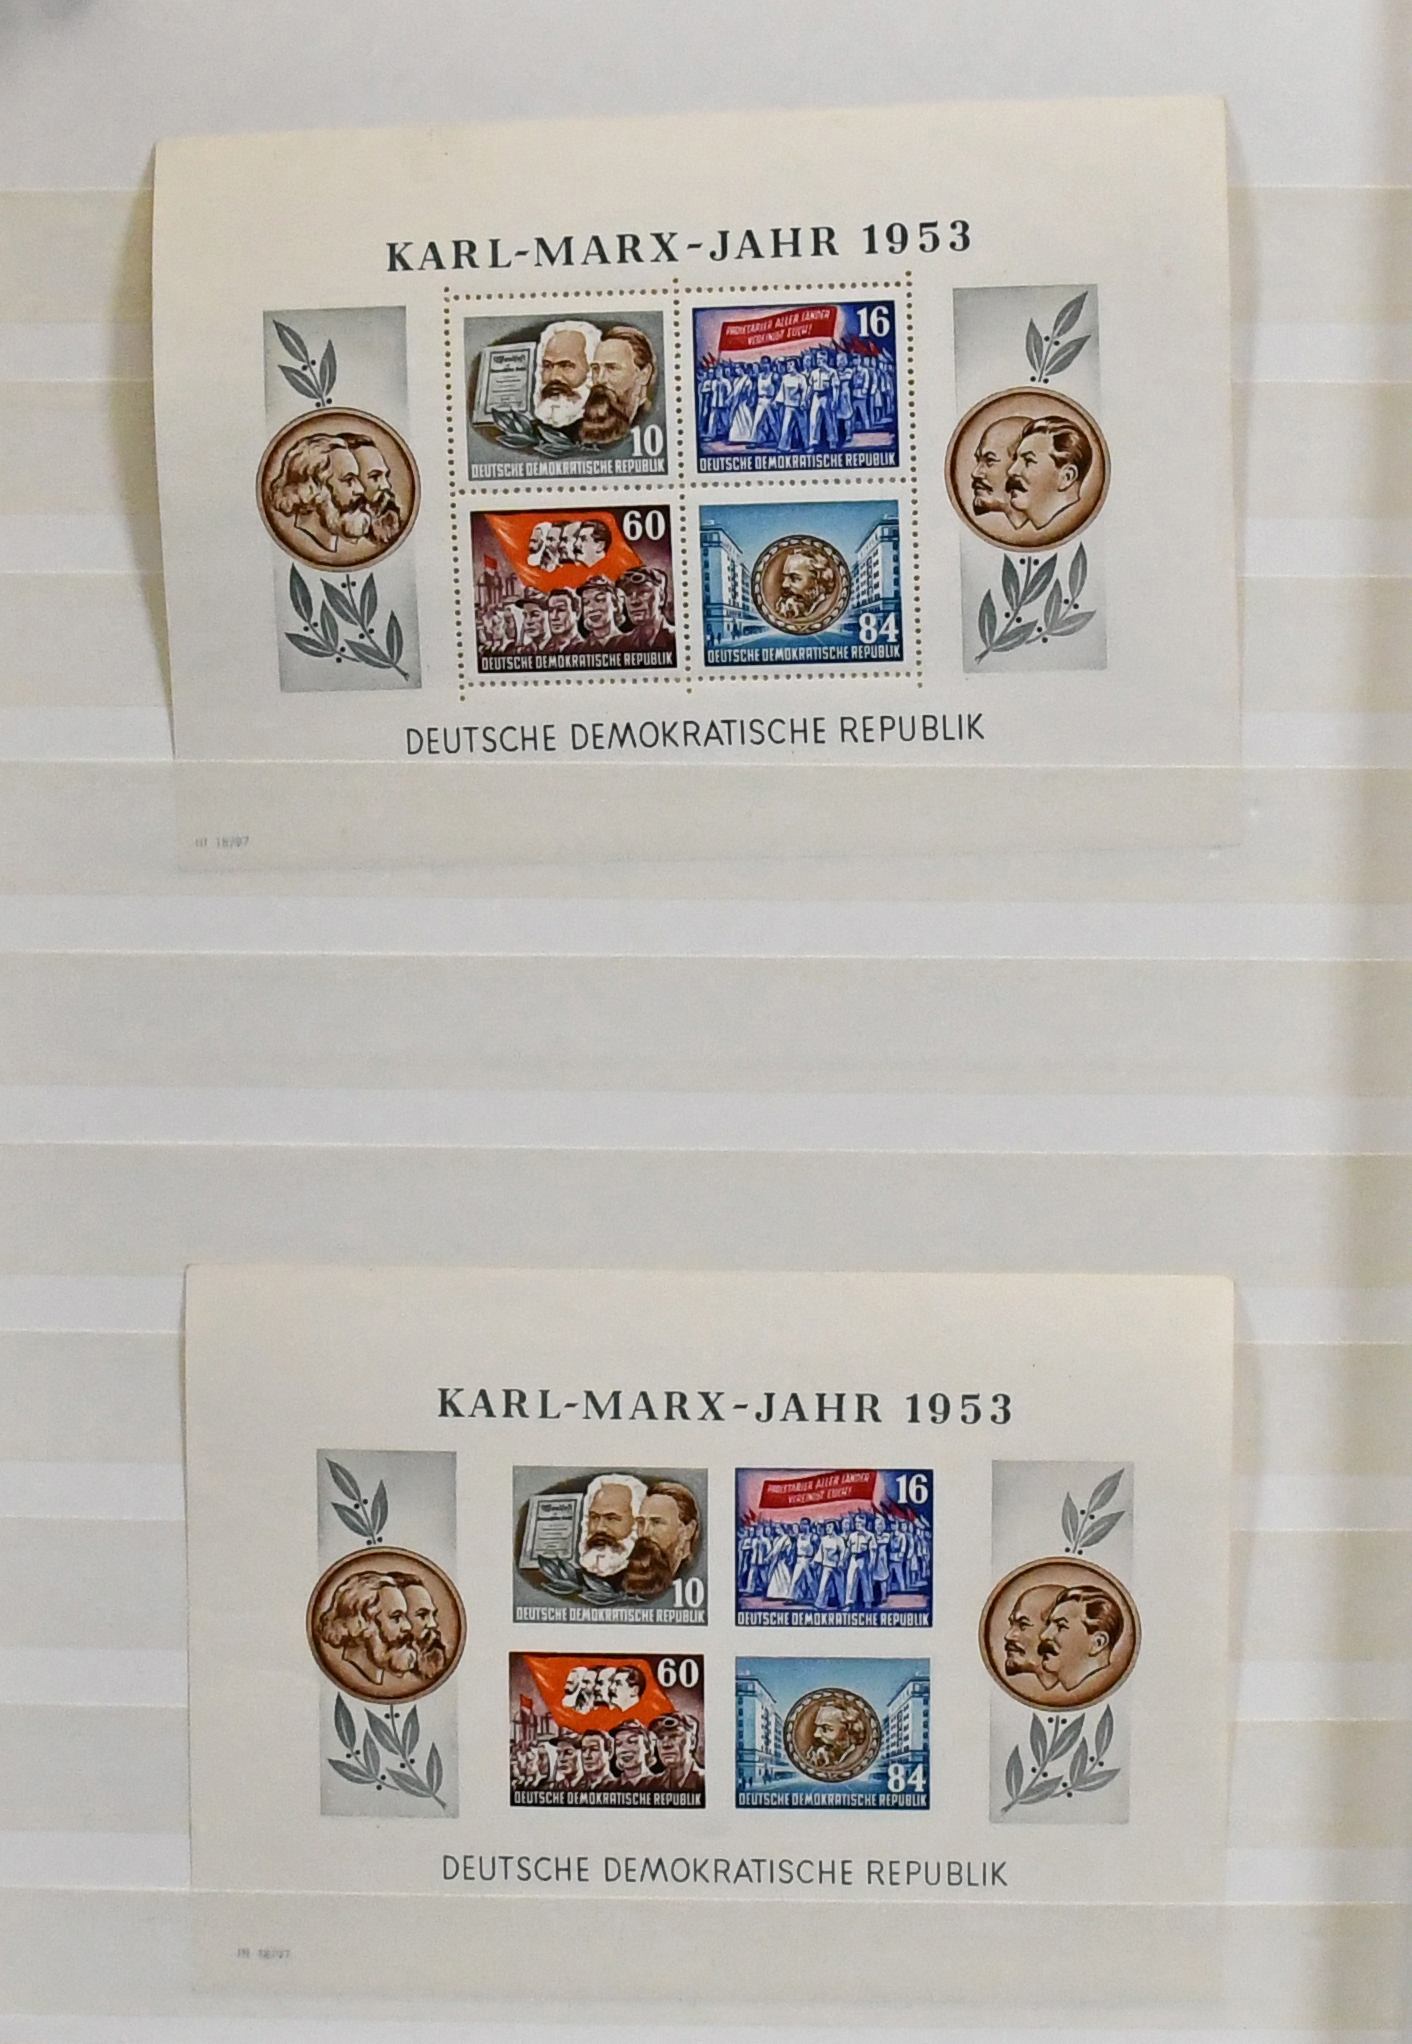 KARL-MARX-JAHR 1953
10
DEUTSCHE DEMOKRATISCHE REPUBLIK
PROLETARIER ALLER LÄNDER
VEREINIGT EUCH!
16
DEUTSCHE DEMOKRATISCHE REPUBLIK
60
DEUTSCHE DEMOKRATISCHE REPUBLIK
84
DEUTSCHE DEMOKRATISCHE REPUBLIK
DEUTSCHE DEMOKRATISCHE REPUBLIK
KARL-MARX-JAHR 1953
10
DEUTSCHE DEMOKRATISCHE REPUBLIK
PROLETARIER ALLER LÄNDER
VEREINIGT EUCH!
16
DEUTSCHE DEMOKRATISCHE REPUBLIK
60
DEUTSCHE DEMOKRATISCHE REPUBLIK
84
DEUTSCHE DEMOKRATISCHE REPUBLIK
DEUTSCHE DEMOKRATISCHE REPUBLIK